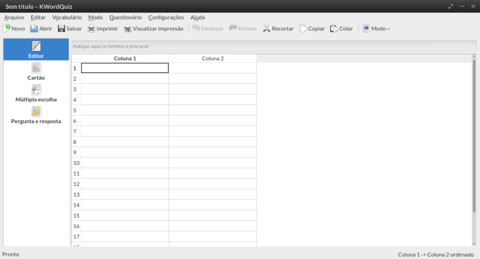 Sem título – KWordQuiz
Arquivo Editar Vocabulário Modo Questionário Configurações Ajuda
Novo Abrir Salvar Imprimir Visualizar impressão Desfazer Refazer Recortar Copiar Colar Modo
Indique aqui os termos a procurar
Editor
Cartão
Múltipla escolha
Pergunta e resposta
Coluna 1 Coluna 2
1
2
3
4
5
6
7
8
9
10
11
12
13
14
15
16
17
Pronto
Coluna 1 -> Coluna 2 ordenado